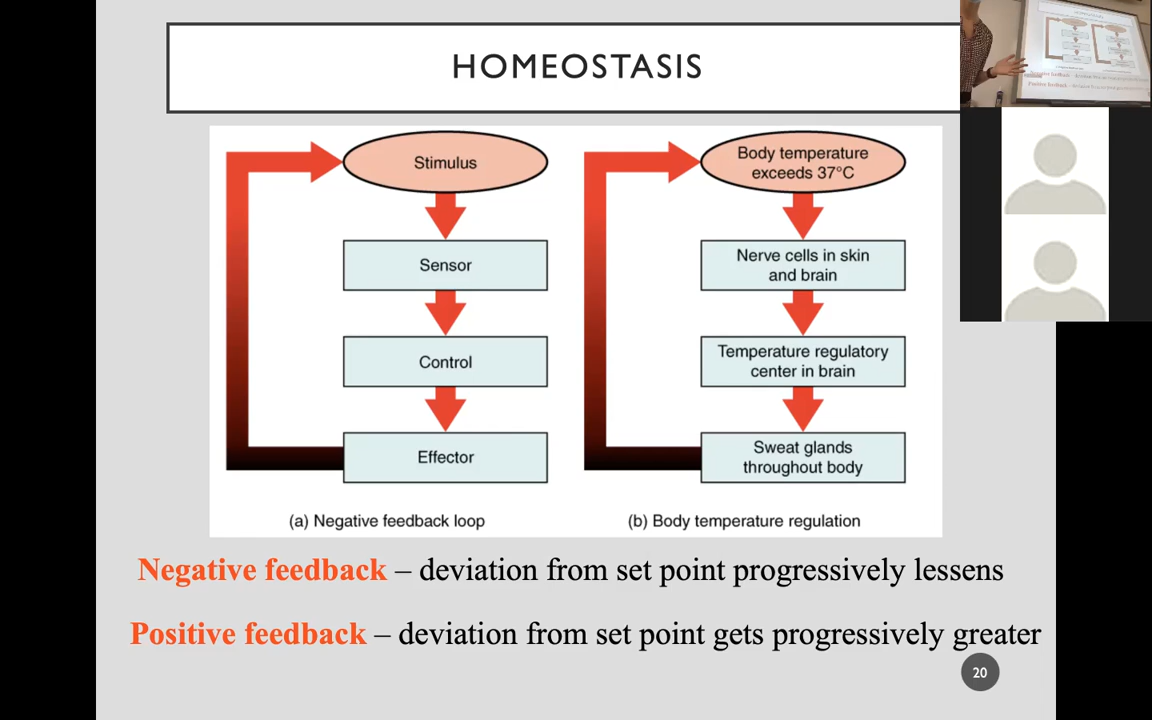 HOMEOSTASIS
Stimulus
Sensor
Control
Effector
(a) Negative feedback loop
Body temperature
exceeds 37°C
Nerve cells in skin
and brain
Temperature regulatory
center in brain
Sweat glands
throughout body
(b) Body temperature regulation
Negative feedback – deviation from set point progressively lessens
Positive feedback – deviation from set point gets progressively greater
20